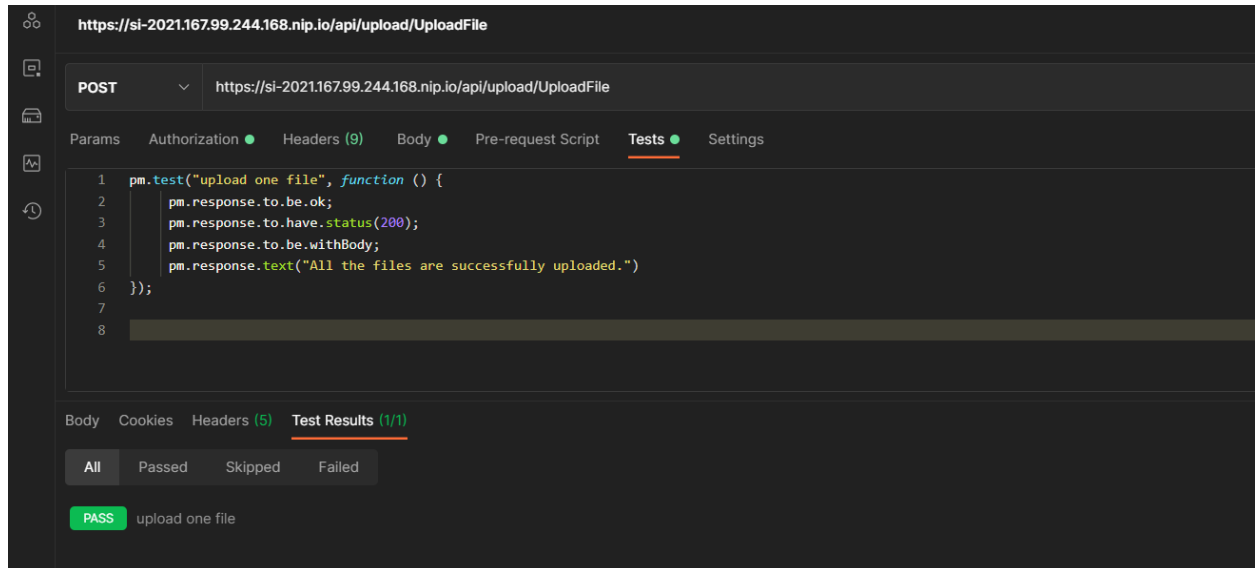 https://si-2021.167.99.244.168.nip.io/api/upload/UploadFile
POST https://si-2021.167.99.244.168.nip.io/api/upload/UploadFile
Params Authorization Headers (9) Body Pre-request Script Tests Settings
1 pm.test("upload one file", function () {
2 pm.response.to.be.ok;
3 pm.response.to.have.status(200);
4 pm.response.to.be.withBody;
5 pm.response.text("All the files are successfully uploaded.")
6 });
7
8
Body Cookies Headers (5) Test Results (1/1)
All Passed Skipped Failed
PASS upload one file